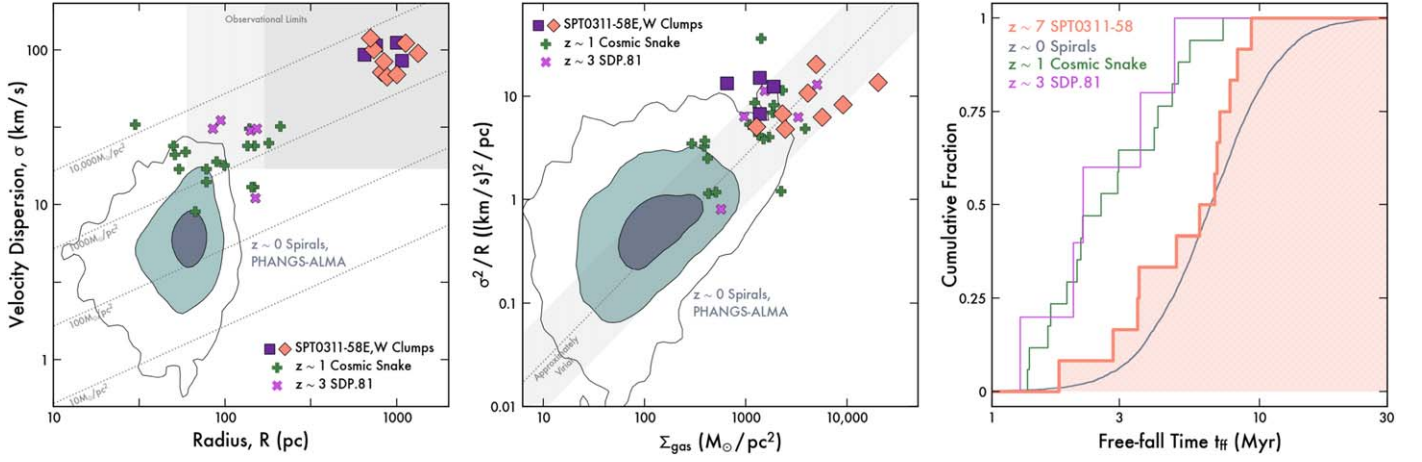 Velocity Dispersion, σ (km/s)
100
10
1
10
100
1000
Radius, R (pc)
Observational Limits
10,000M☉/pc²
1000M☉/pc²
100M☉/pc²
10M☉/pc²
z ~ 0 Spirals,
PHANGS-ALMA
SPT0311-58E,W Clumps
z ~ 1 Cosmic Snake
z ~ 3 SDP.81
σ²/R ((km/s)²/pc)
10
1
0.1
0.01
10
100
1000
10,000
Σgas (M☉/pc²)
SPT0311-58E,W Clumps
z ~ 1 Cosmic Snake
z ~ 3 SDP.81
z ~ 0 Spirals,
PHANGS-ALMA
Approximately
Virial
Cumulative Fraction
1
0.75
0.5
0.25
0
1
3
10
30
Free-fall Time tff (Myr)
z ~ 7 SPT0311-58
z ~ 0 Spirals
z ~ 1 Cosmic Snake
z ~ 3 SDP.81